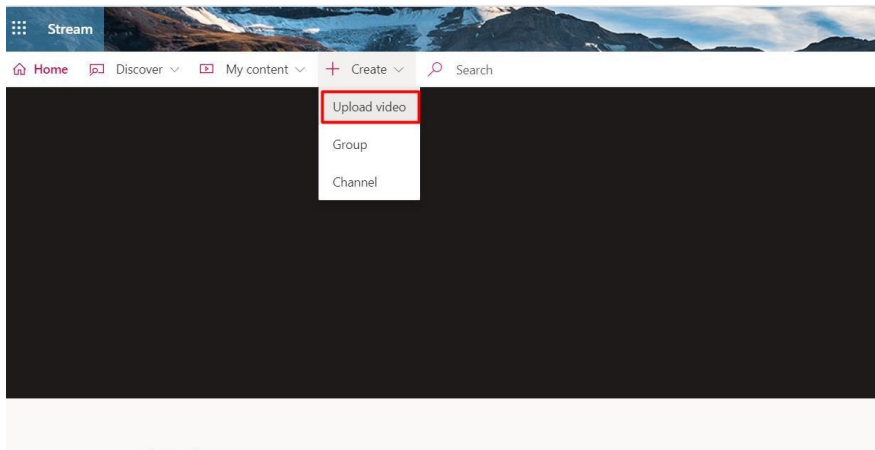 Stream
Home Discover My content Create Search
Upload video
Group
Channel